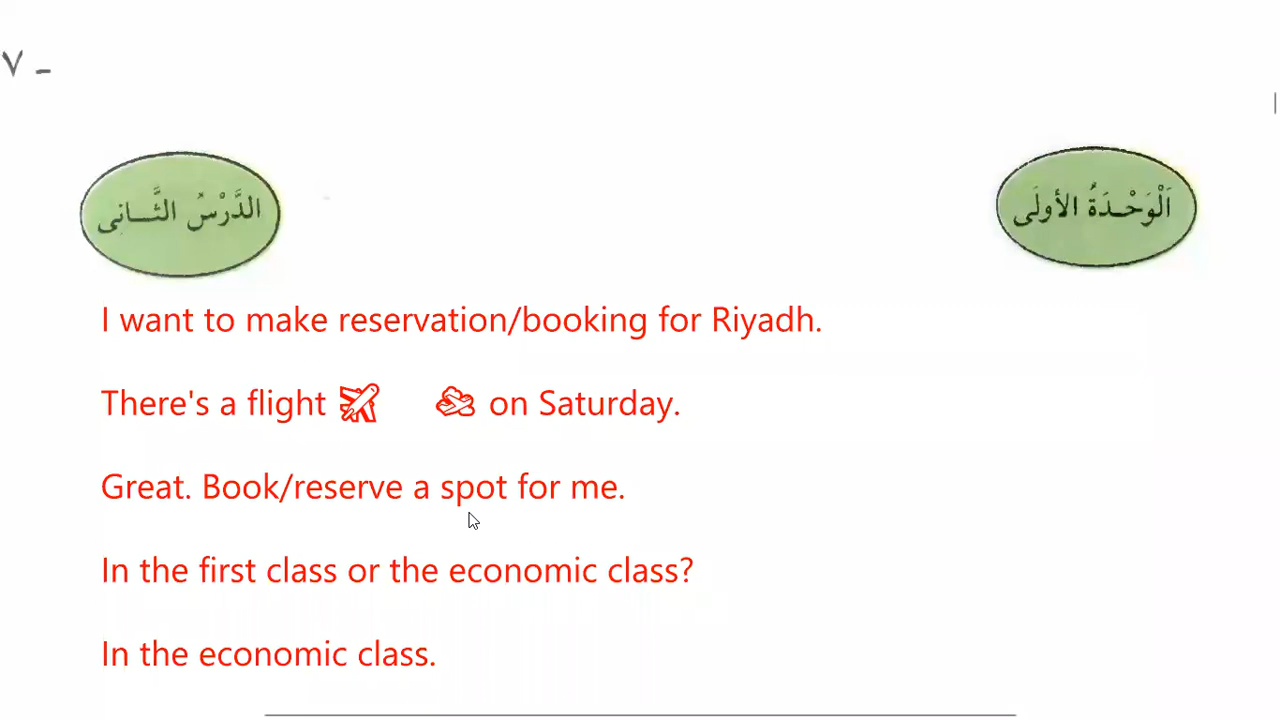 ٧ -
اَلْوَحْدَةُ الأولَى
الدَّرْسُ الثَّانِى
I want to make reservation/booking for Riyadh.
There's a flight ✈ 🛫 on Saturday.
Great. Book/reserve a spot for me.
In the first class or the economic class?
In the economic class.